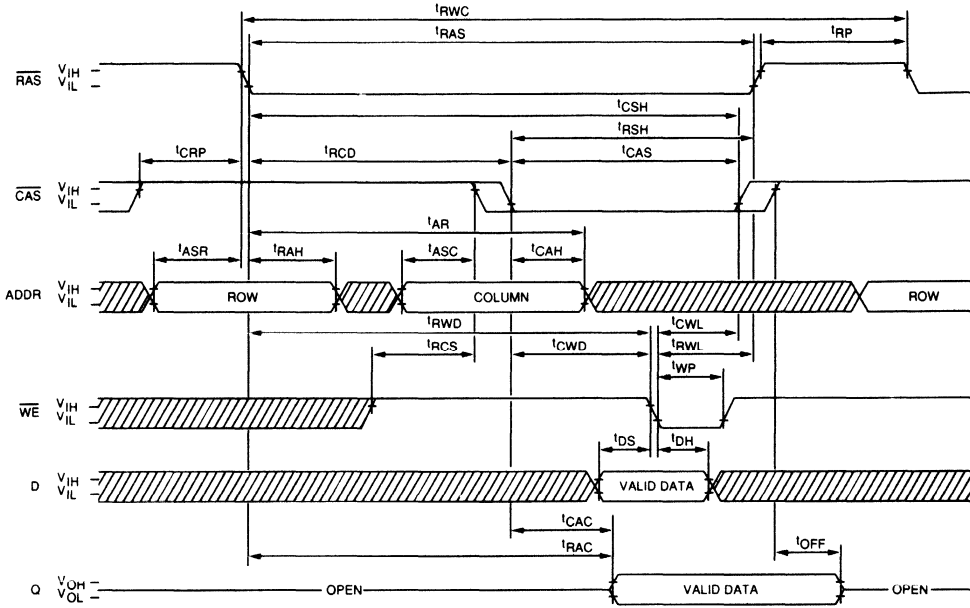 tRWC
tRAS
tRP
RAS
VIH
VIL
tCSH
tRSH
tCRP
tRCD
tCAS
CAS
VIH
VIL
tAR
tASR
tRAH
tASC
tCAH
ADDR
VIH
VIL
ROW
COLUMN
ROW
tRWD
tCWL
tRCS
tCWD
tRWL
tWP
WE
VIH
VIL
tDS
tDH
D
VIH
VIL
VALID DATA
tCAC
tRAC
tOFF
Q
VOH
VOL
OPEN
VALID DATA
OPEN